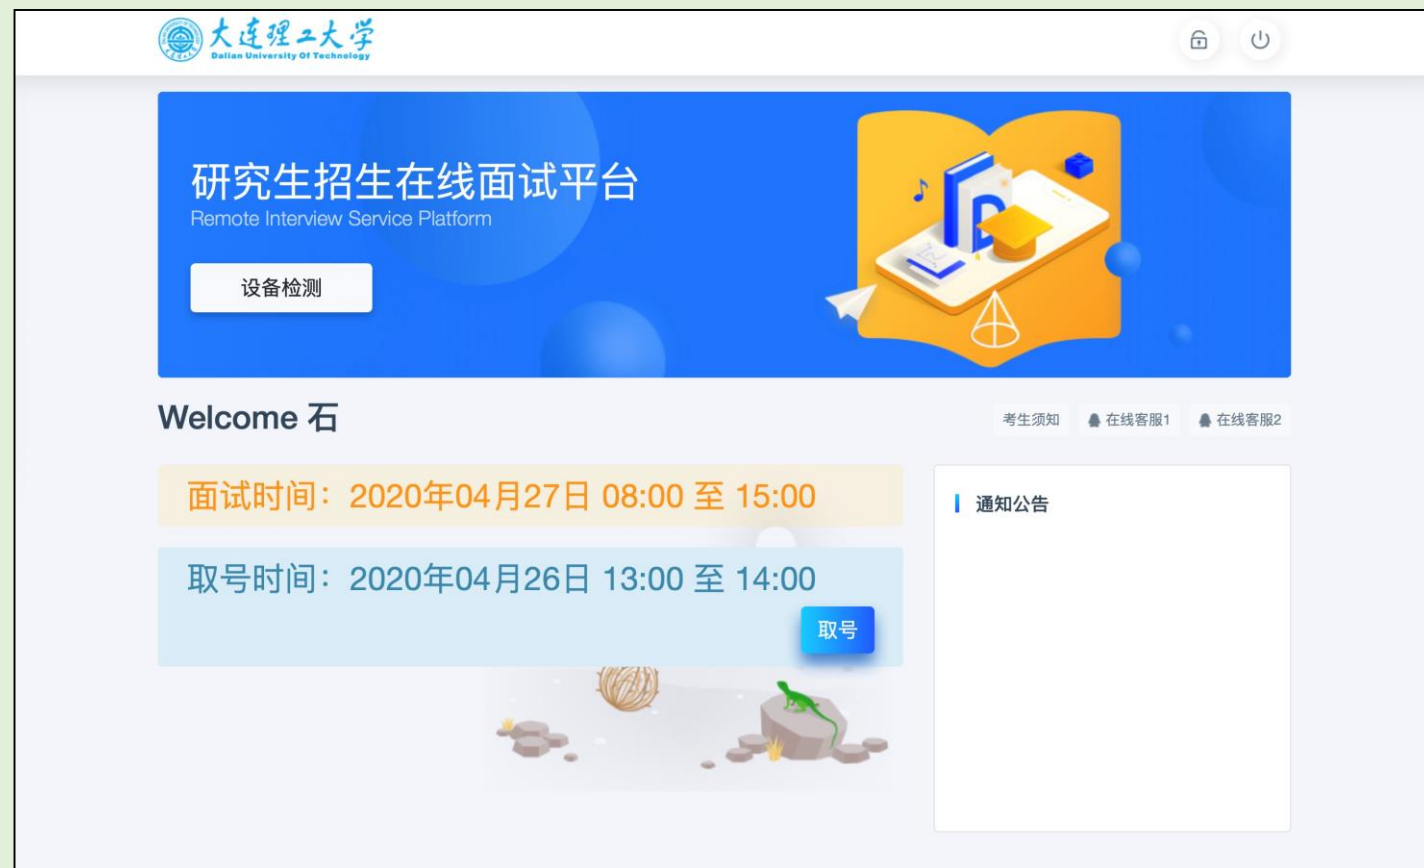 大连理工大学
Dalian University Of Technology
研究生招生在线面试平台
Remote Interview Service Platform
设备检测
Welcome 石
考生须知
在线客服1
在线客服2
面试时间：2020年04月27日 08:00 至 15:00
通知公告
取号时间：2020年04月26日 13:00 至 14:00
取号